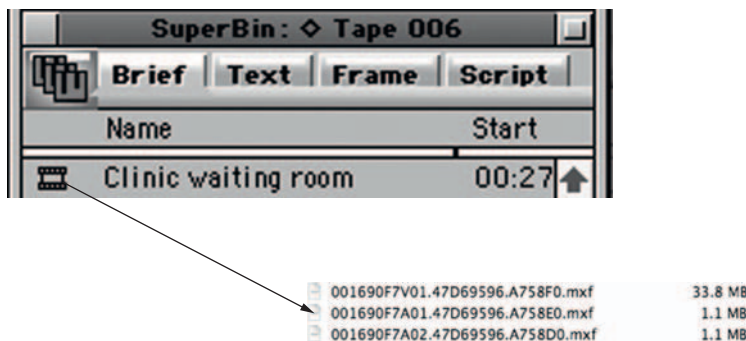 SuperBin: ◇ Tape 006
Brief Text Frame Script
Name Start
Clinic waiting room 00:27
001690F7V01.47D69596.A758F0.mxf 33.8 MB
001690F7A01.47D69596.A758E0.mxf 1.1 MB
001690F7A02.47D69596.A758D0.mxf 1.1 MB